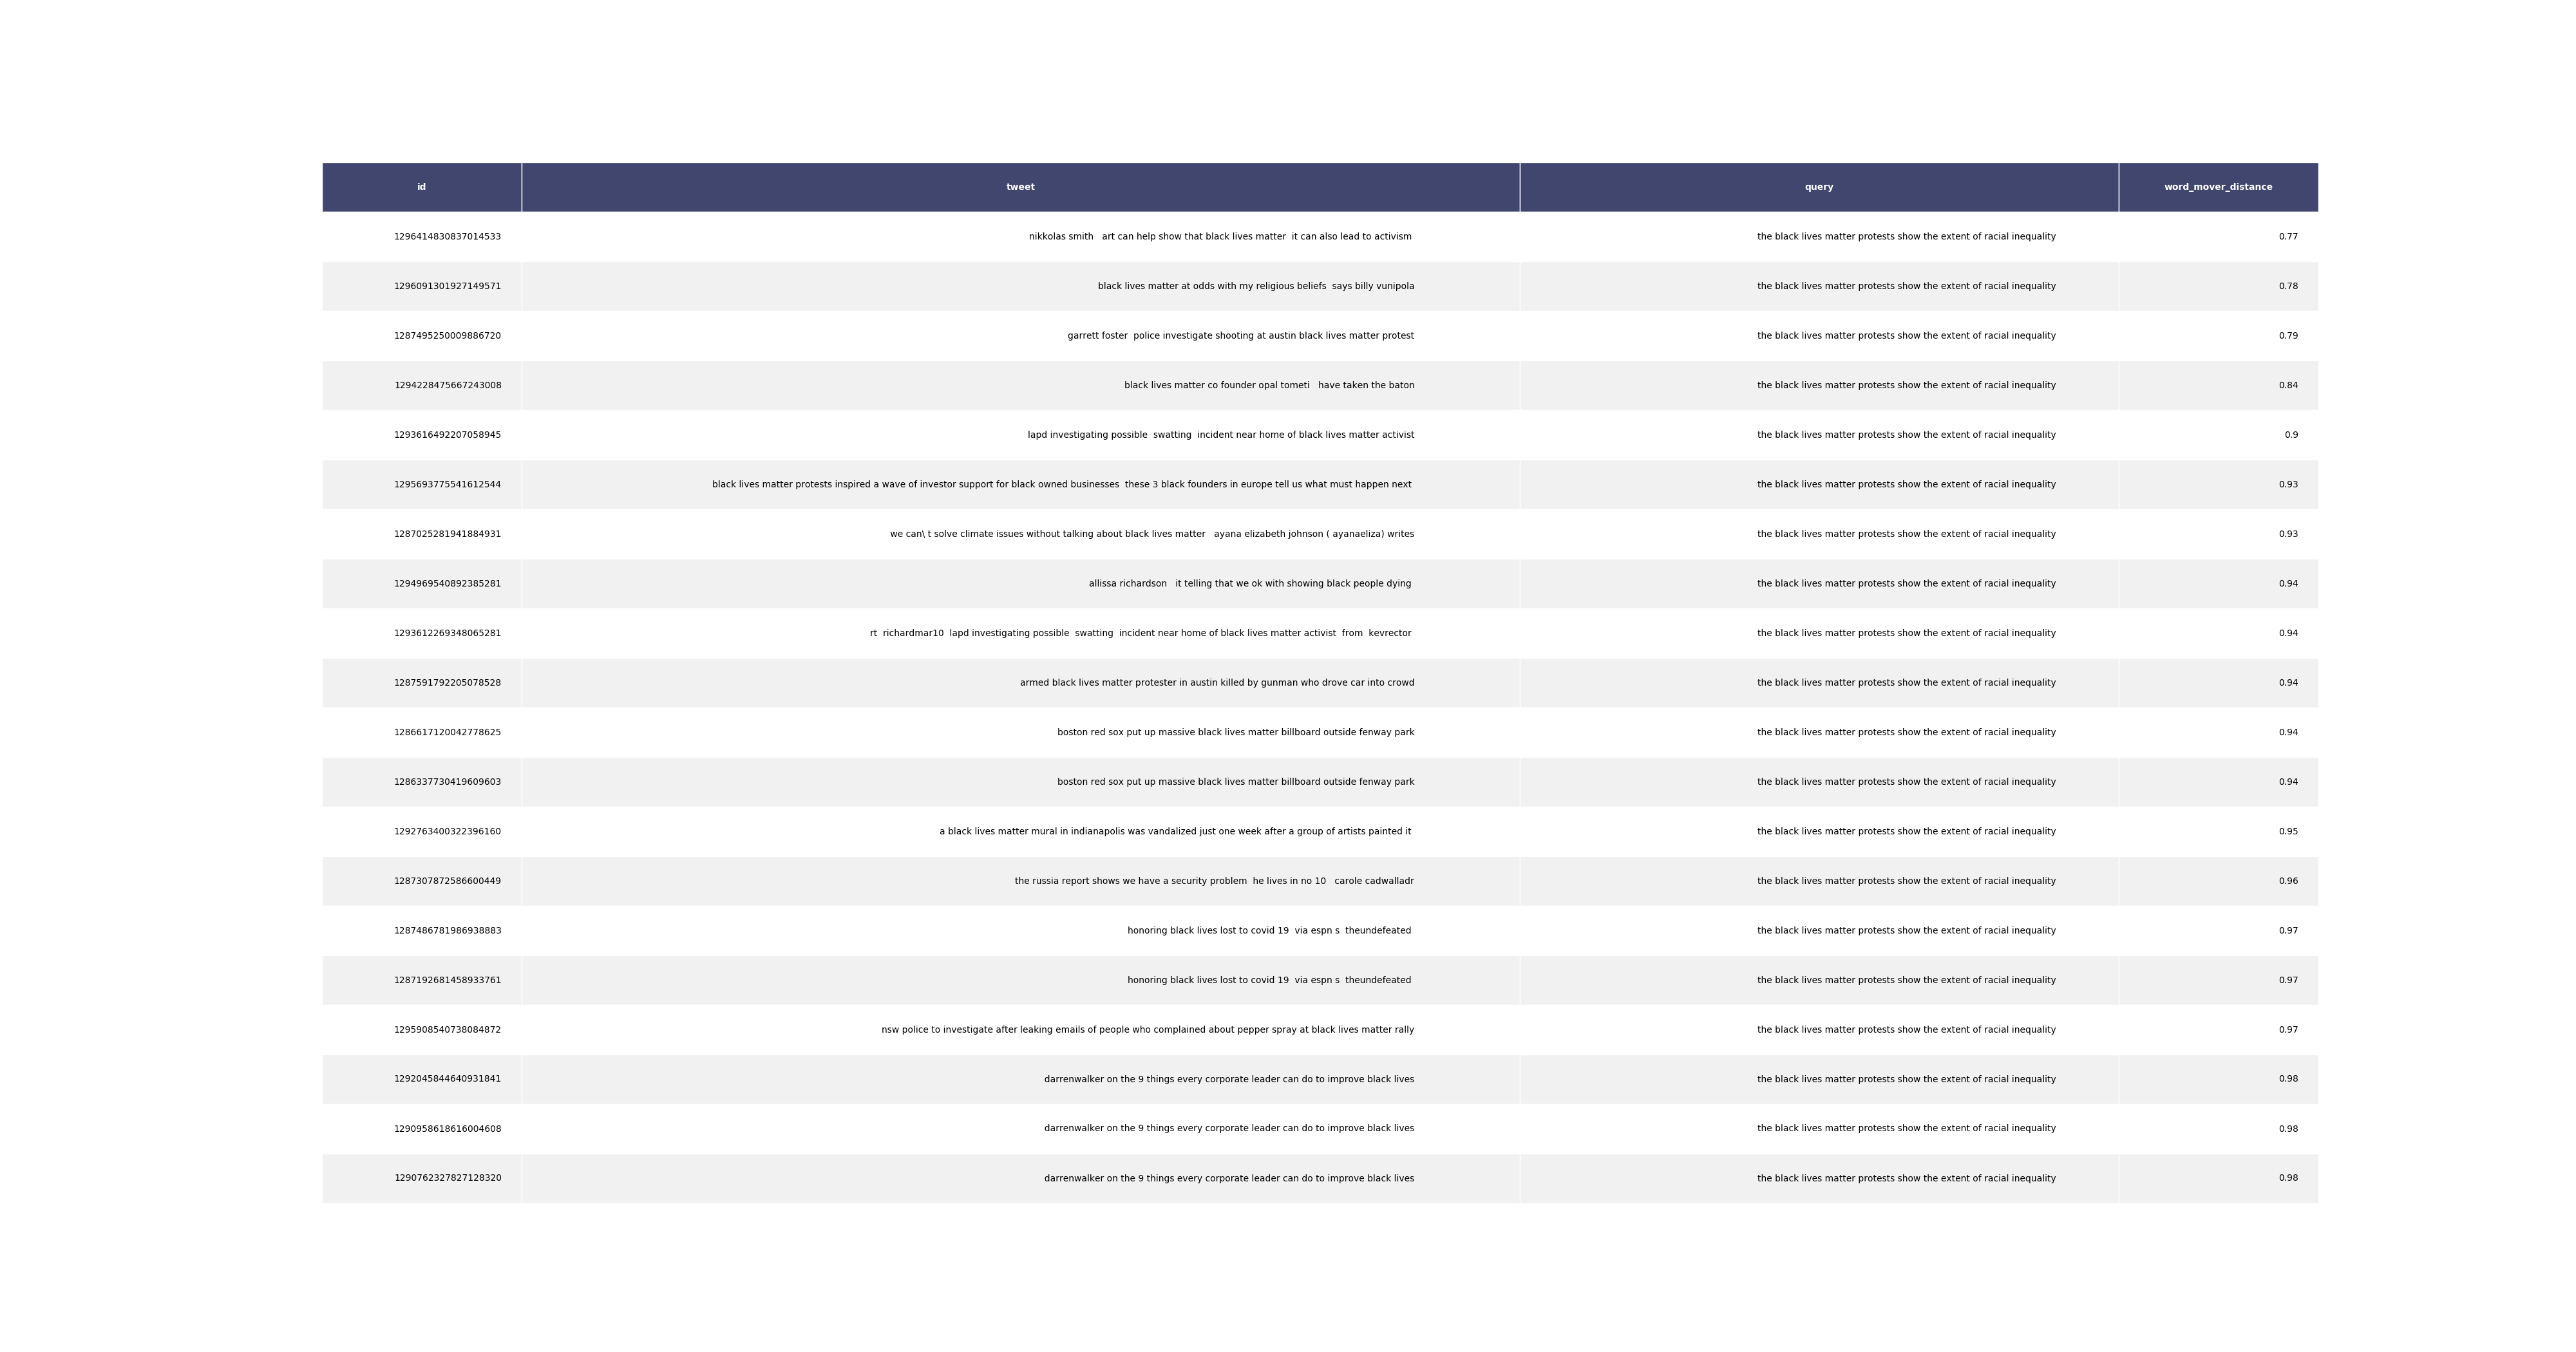 id tweet query word_mover_distance
1296414830837014533 nikkolas smith   art can help show that black lives matter  it can also lead to activism the black lives matter protests show the extent of racial inequality 0.77
1296091301927149571 black lives matter at odds with my religious beliefs  says billy vunipola the black lives matter protests show the extent of racial inequality 0.78
1287495250009886720 garrett foster  police investigate shooting at austin black lives matter protest the black lives matter protests show the extent of racial inequality 0.79
1294228475667243008 black lives matter co founder opal tometi   have taken the baton the black lives matter protests show the extent of racial inequality 0.84
1293616492207058945 lapd investigating possible  swatting  incident near home of black lives matter activist the black lives matter protests show the extent of racial inequality 0.9
1295693775541612544 black lives matter protests inspired a wave of investor support for black owned businesses  these 3 black founders in europe tell us what must happen next the black lives matter protests show the extent of racial inequality 0.93
1287025281941884931 we can\ t solve climate issues without talking about black lives matter   ayana elizabeth johnson ( ayanaeliza) writes the black lives matter protests show the extent of racial inequality 0.93
1294969540892385281 allissa richardson   it telling that we ok with showing black people dying the black lives matter protests show the extent of racial inequality 0.94
1293612269348065281 rt  richardmar10  lapd investigating possible  swatting  incident near home of black lives matter activist  from  kevrector the black lives matter protests show the extent of racial inequality 0.94
1287591792205078528 armed black lives matter protester in austin killed by gunman who drove car into crowd the black lives matter protests show the extent of racial inequality 0.94
1286617120042778625 boston red sox put up massive black lives matter billboard outside fenway park the black lives matter protests show the extent of racial inequality 0.94
1286337730419609603 boston red sox put up massive black lives matter billboard outside fenway park the black lives matter protests show the extent of racial inequality 0.94
1292763400322396160 a black lives matter mural in indianapolis was vandalized just one week after a group of artists painted it the black lives matter protests show the extent of racial inequality 0.95
1287307872586600449 the russia report shows we have a security problem  he lives in no 10   carole cadwalladr the black lives matter protests show the extent of racial inequality 0.96
1287486781986938883 honoring black lives lost to covid 19  via espn s  theundefeated the black lives matter protests show the extent of racial inequality 0.97
1287192681458933761 honoring black lives lost to covid 19  via espn s  theundefeated the black lives matter protests show the extent of racial inequality 0.97
1295908540738084872 nsw police to investigate after leaking emails of people who complained about pepper spray at black lives matter rally the black lives matter protests show the extent of racial inequality 0.97
1292045844640931841 darrenwalker on the 9 things every corporate leader can do to improve black lives the black lives matter protests show the extent of racial inequality 0.98
1290958618616004608 darrenwalker on the 9 things every corporate leader can do to improve black lives the black lives matter protests show the extent of racial inequality 0.98
1290762327827128320 darrenwalker on the 9 things every corporate leader can do to improve black lives the black lives matter protests show the extent of racial inequality 0.98